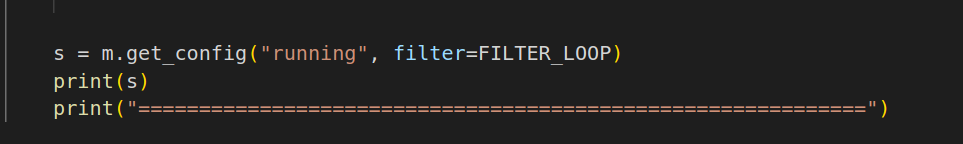 s = m.get_config("running", filter=FILTER_LOOP)
print(s)
print("============================================================")